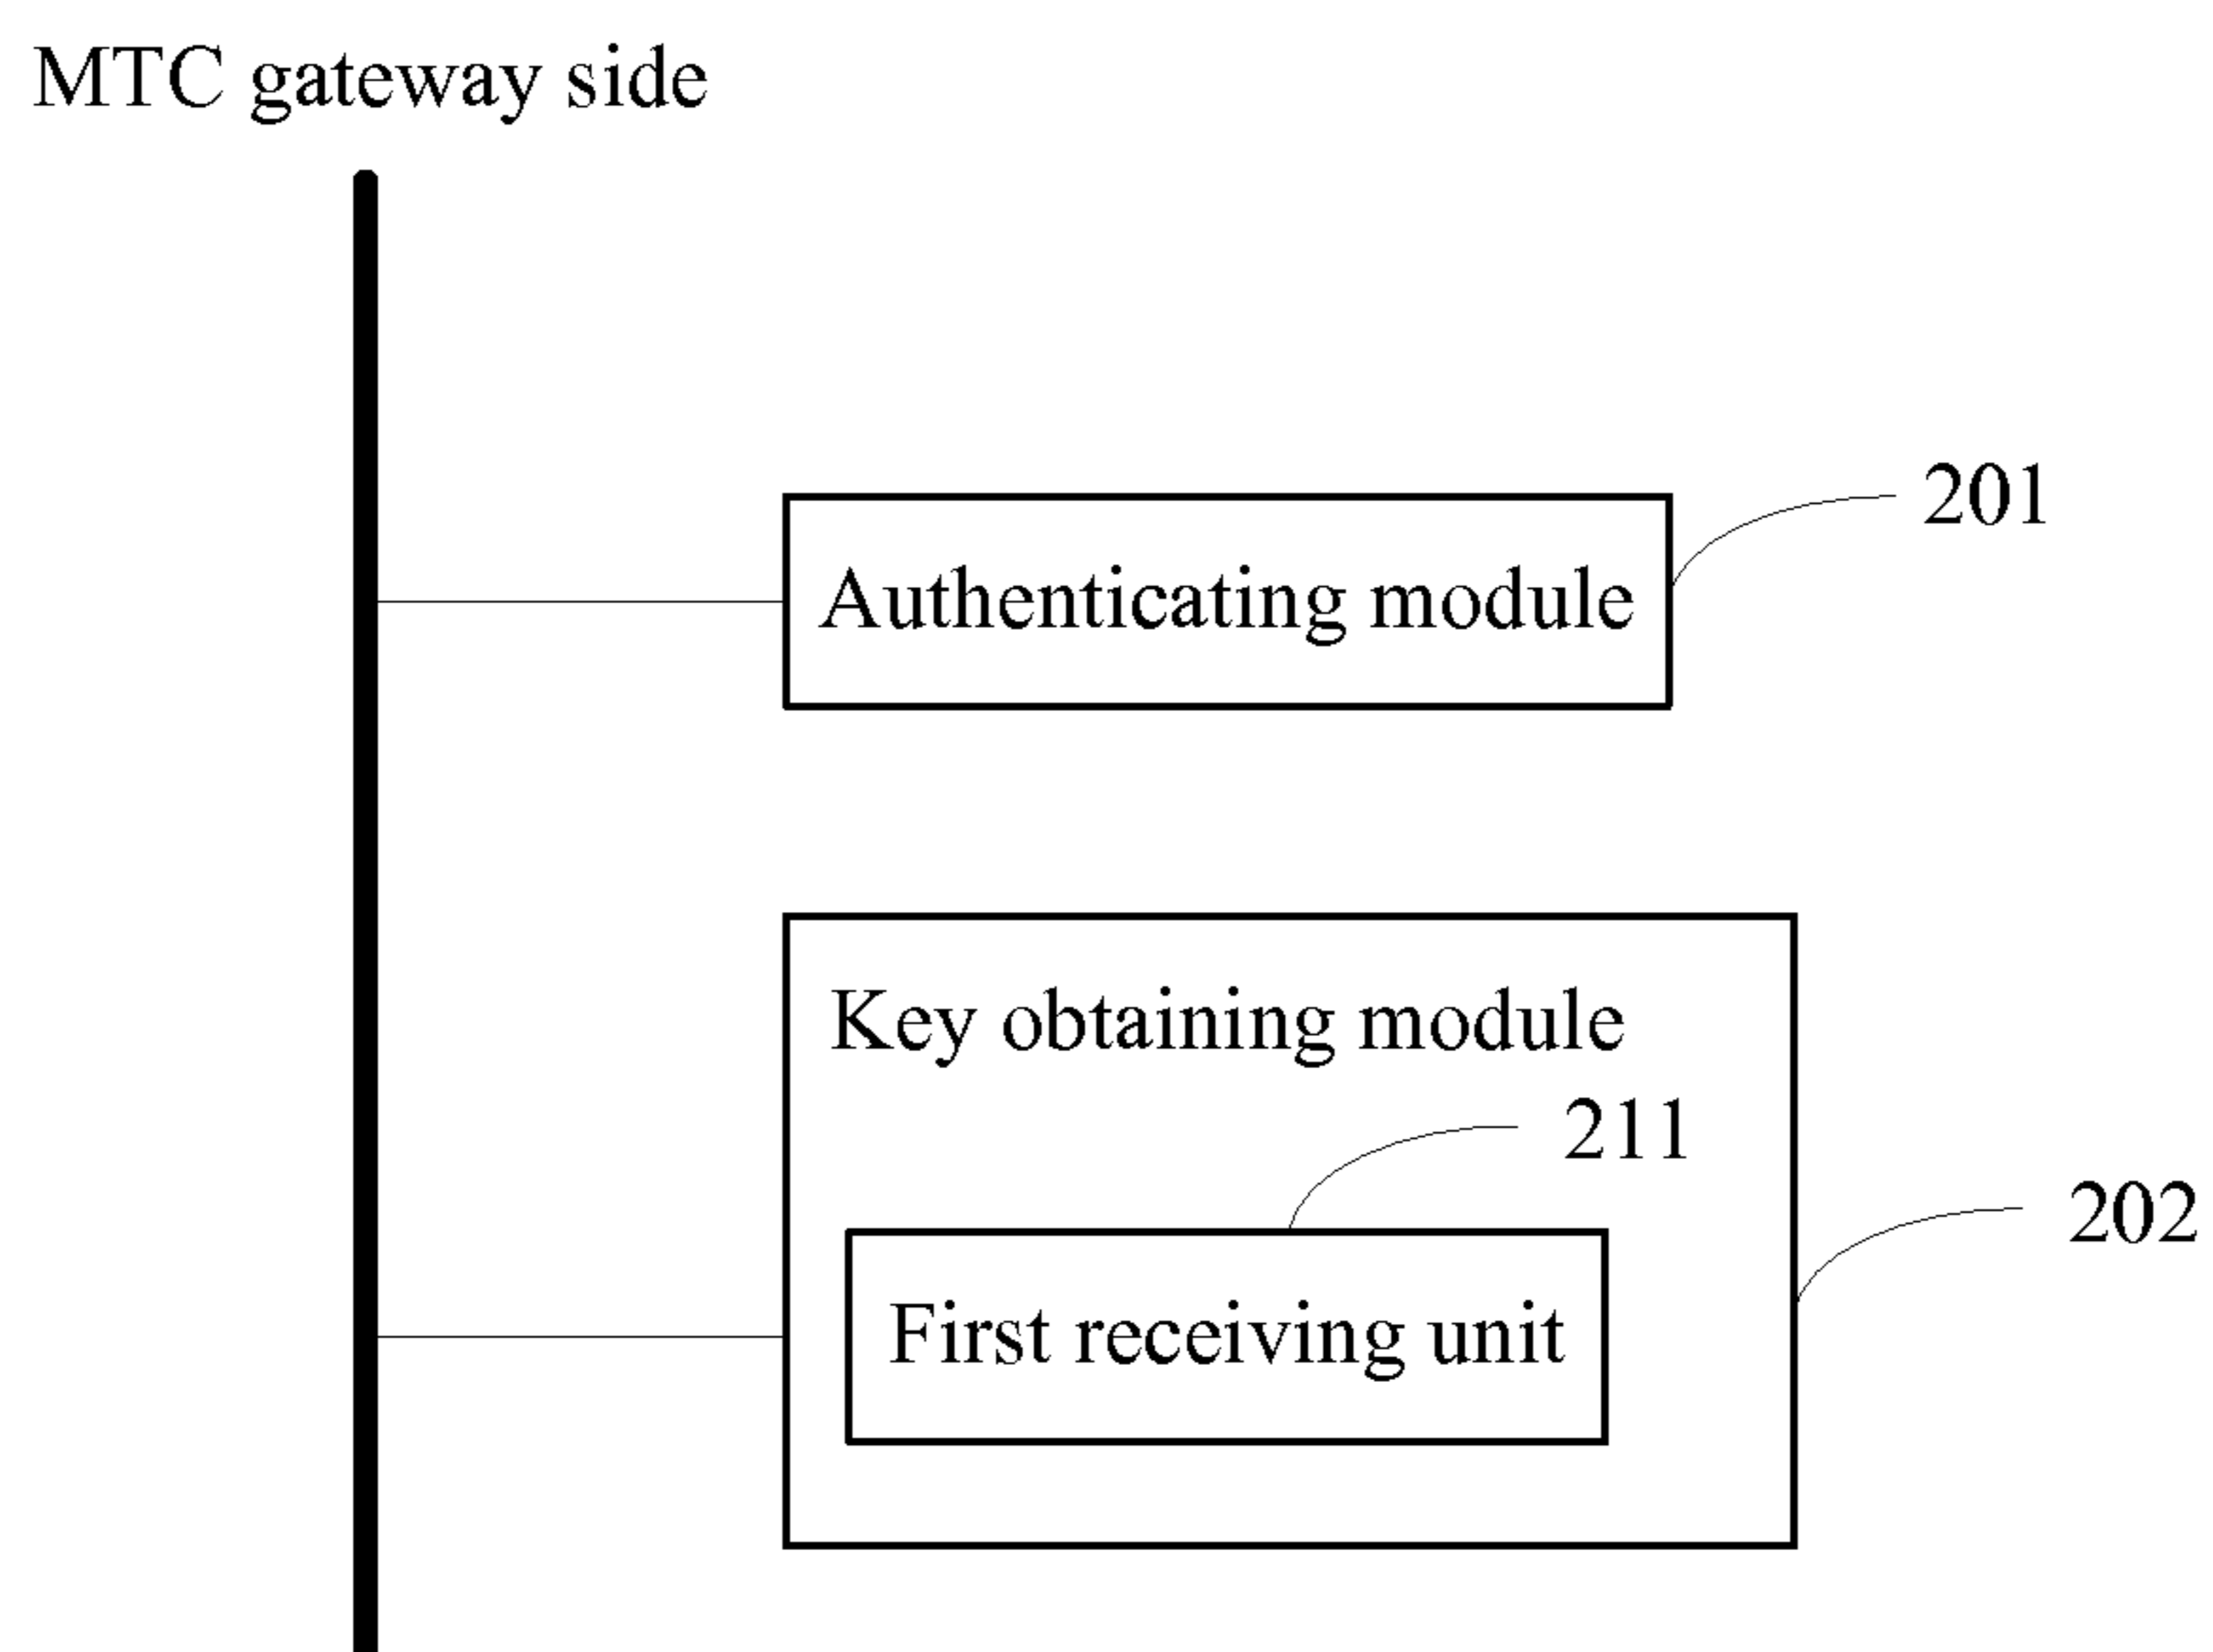 MTC gateway side
201
Authenticating module
Key obtaining module
211
202
First receiving unit